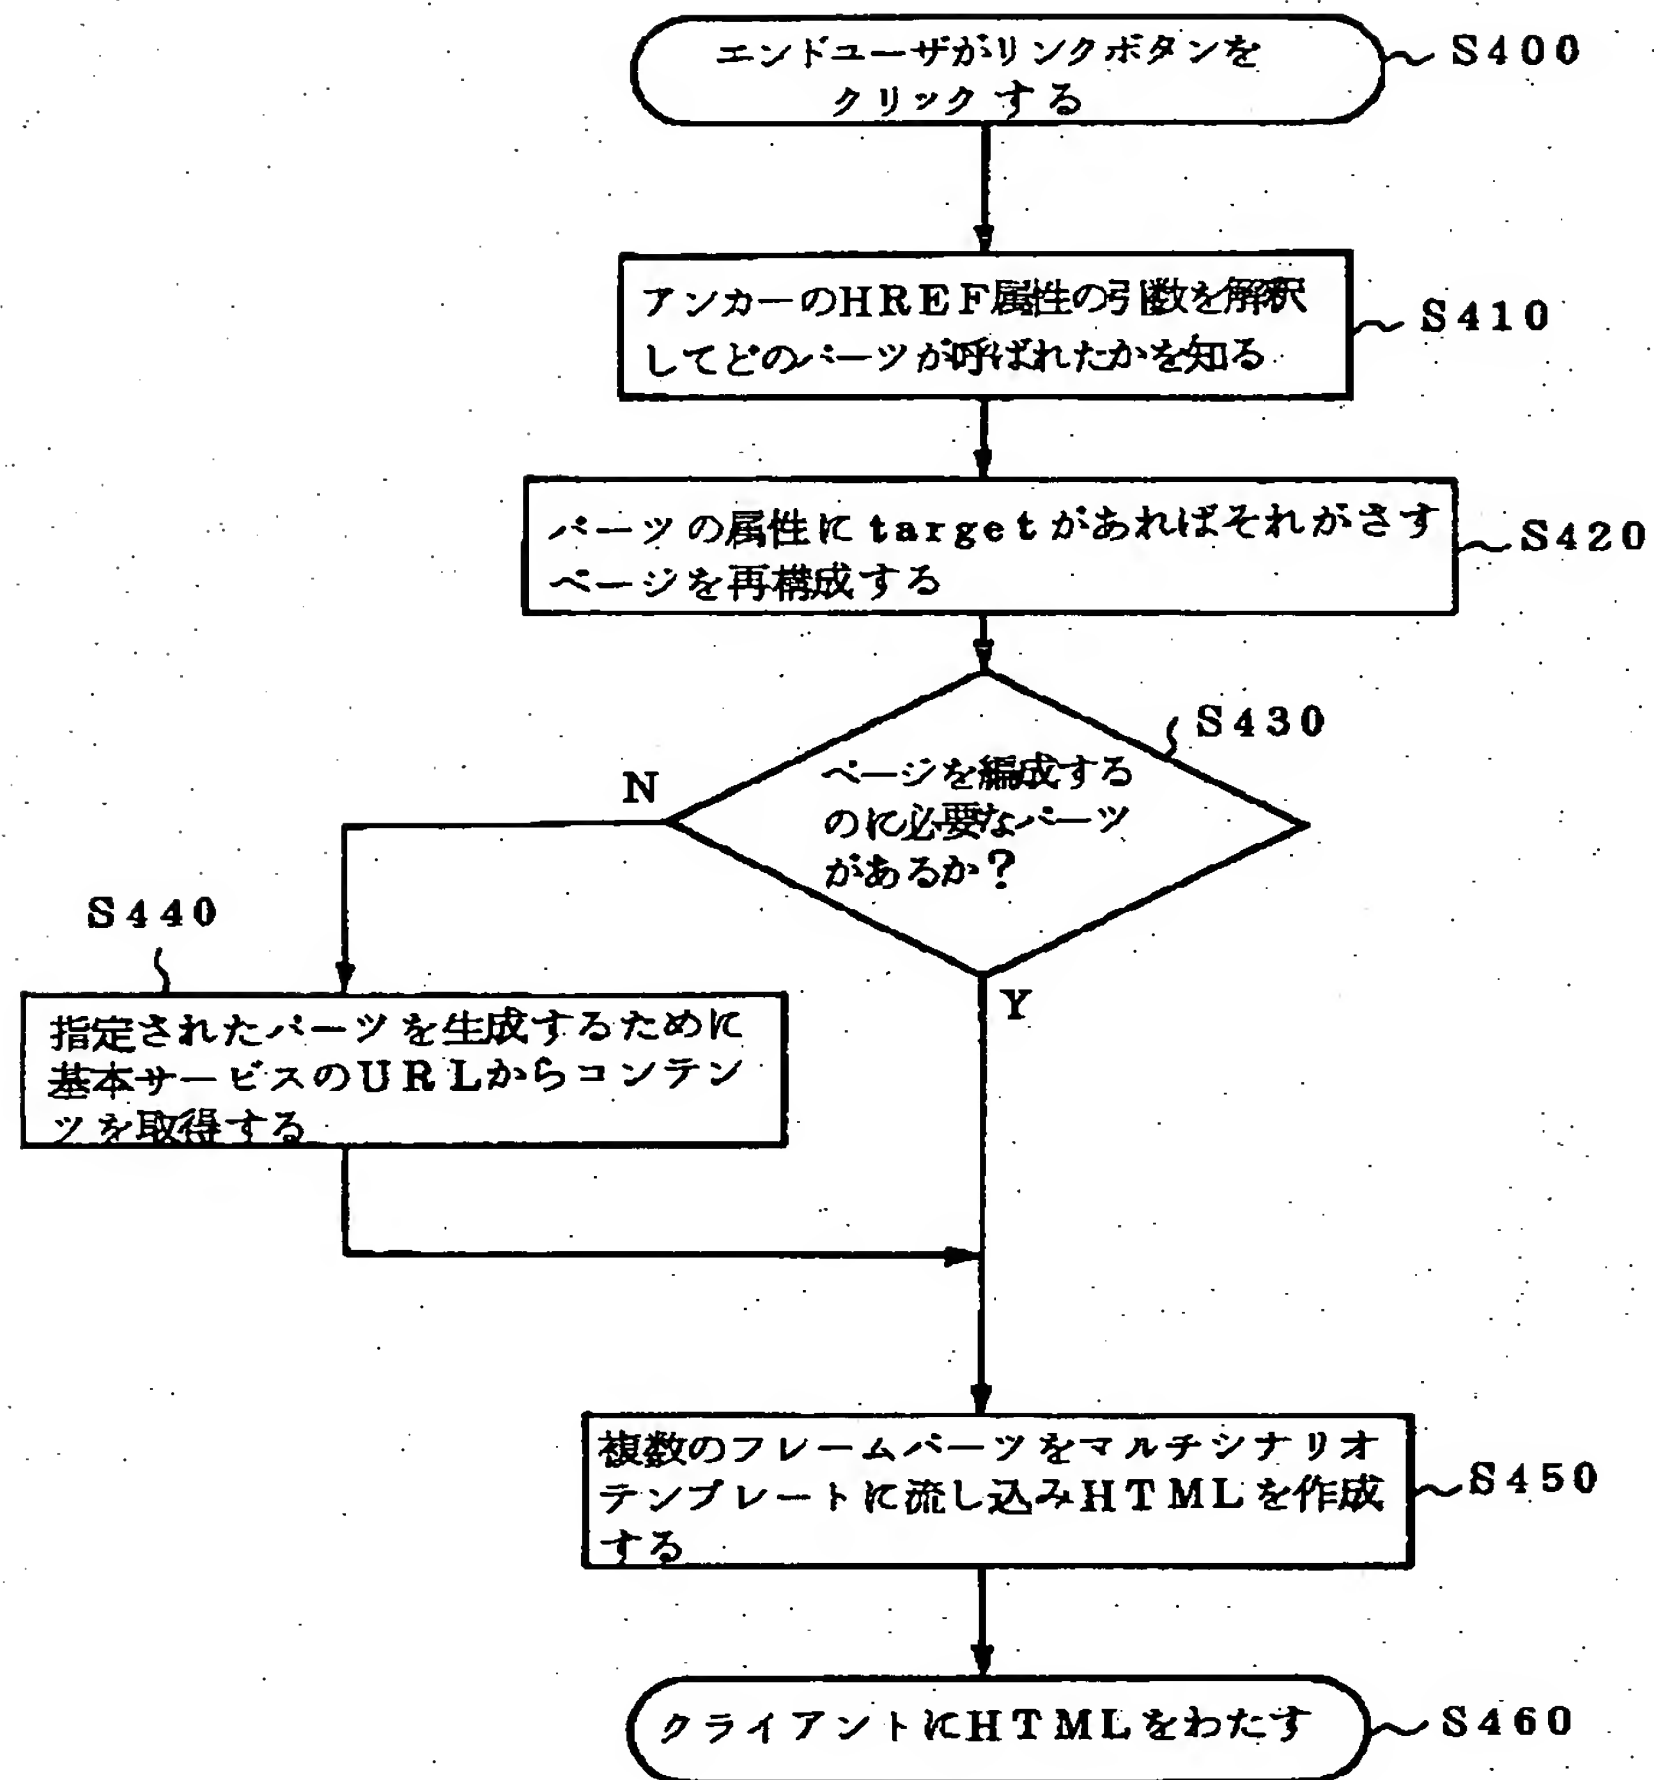 エンドユーザがリンクボタンを
クリックする
S400
アンカーのHREF属性の引数を解釈
してどのパーツが呼ばれたかを知る
S410
パーツの属性にtargetがあればそれがさす
ページを再構成する
S420
S430
ページを編成する
のに必要なパーツ
があるか?
N
Y
S440
指定されたパーツを生成するために
基本サービスのURLからコンテン
ツを取得する
複数のフレームパーツをマルチシナリオ
テンプレートに流し込みHTMLを作成
する
S450
クライアントにHTMLをわたす
S460